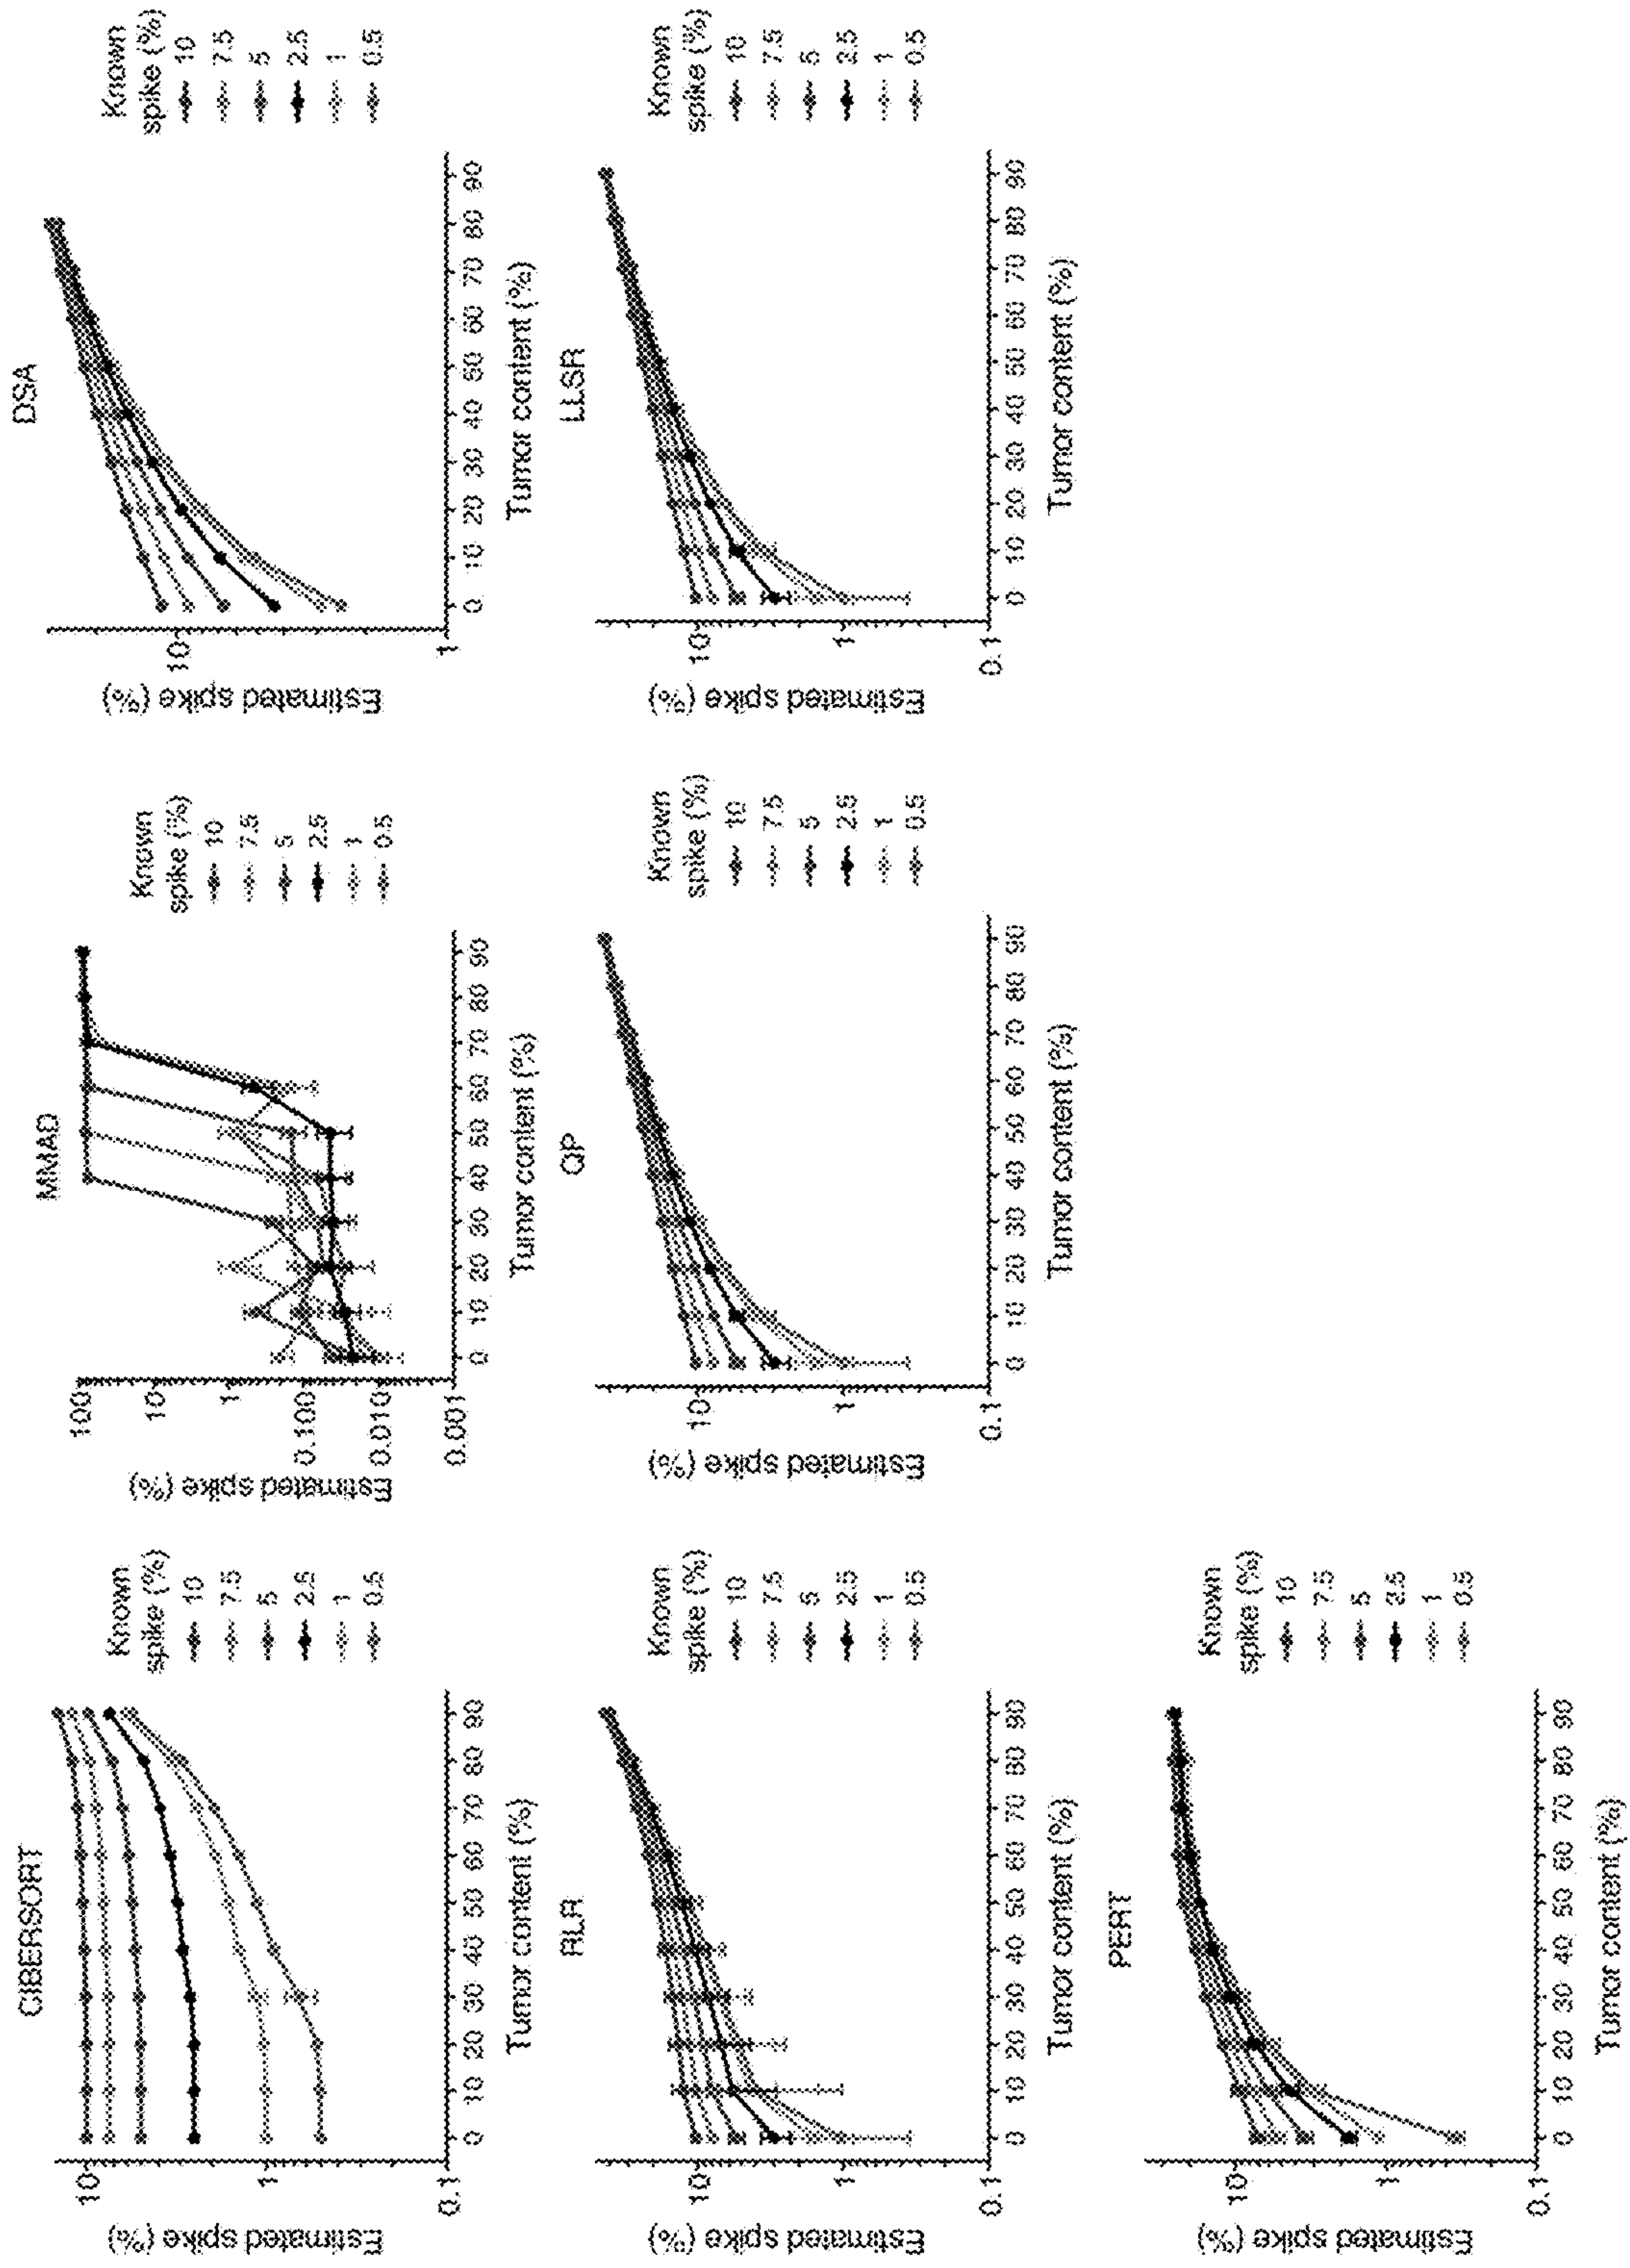 CIBERSORT
Estimated spike (%)
10
1
0.1
0 10 20 30 40 50 60 70 80 90
Tumor content (%)
Known
spike (%)
10
7.5
5
2.5
1
0.5
MMAD
Estimated spike (%)
100
10
1
0.100
0.010
0.001
0 10 20 30 40 50 60 70 80 90
Tumor content (%)
Known
spike (%)
10
7.5
5
2.5
1
0.5
DSA
Estimated spike (%)
10
1
0 10 20 30 40 50 60 70 80 90
Tumor content (%)
Known
spike (%)
10
7.5
5
2.5
1
0.5
RLR
Estimated spike (%)
10
1
0.1
0 10 20 30 40 50 60 70 80 90
Tumor content (%)
Known
spike (%)
10
7.5
5
2.5
1
0.5
QP
Estimated spike (%)
10
1
0.1
0 10 20 30 40 50 60 70 80 90
Tumor content (%)
Known
spike (%)
10
7.5
5
2.5
1
0.5
LLSR
Estimated spike (%)
10
1
0.1
0 10 20 30 40 50 60 70 80 90
Tumor content (%)
Known
spike (%)
10
7.5
5
2.5
1
0.5
PERT
Estimated spike (%)
10
1
0.1
0 10 20 30 40 50 60 70 80 90
Tumor content (%)
Known
spike (%)
10
7.5
5
2.5
1
0.5